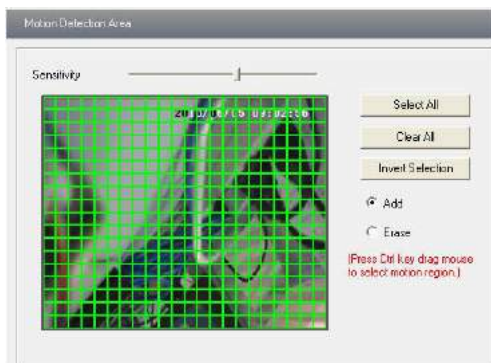 Motion Detection Area
Sensitivity
Select All
Clear All
Invert Selection
Add
Erase
(Press Ctrl key drag mouse
to select motion region.)